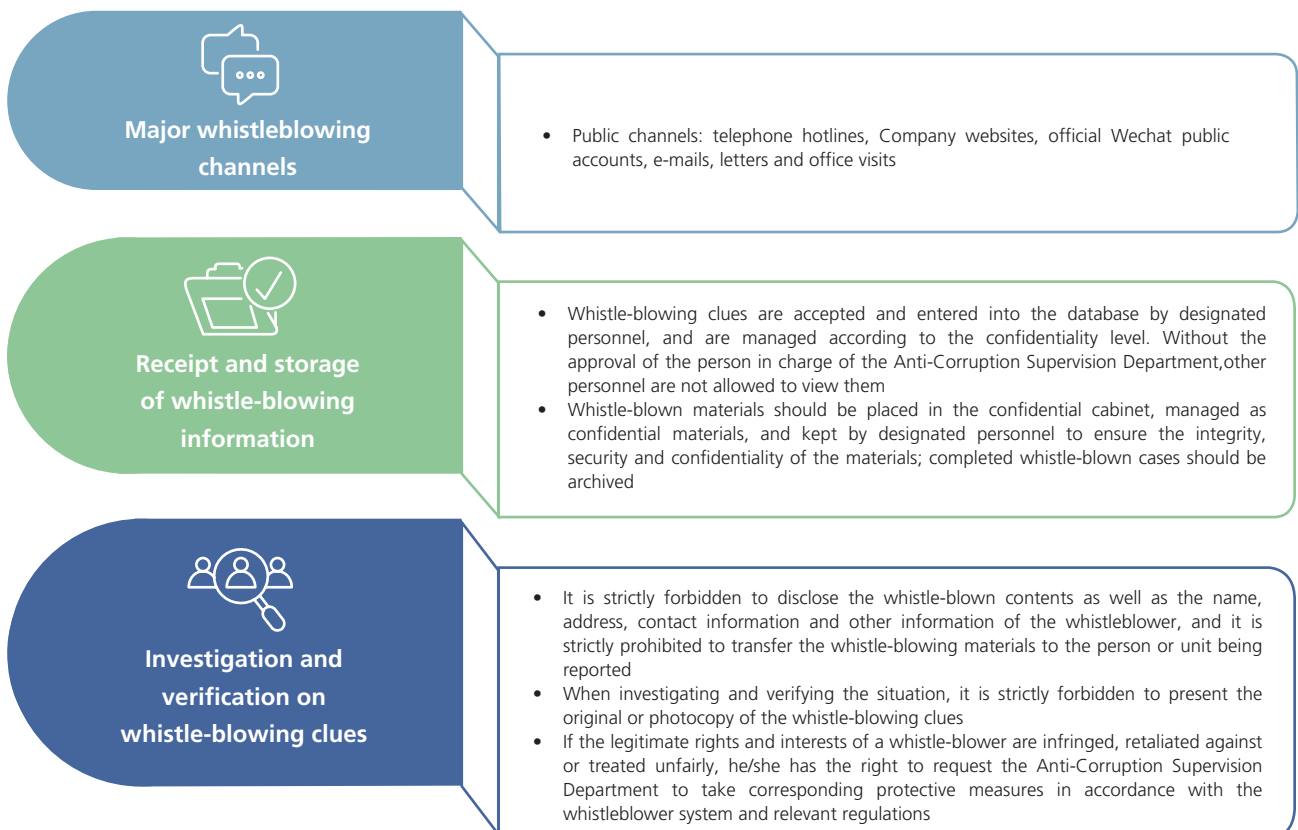 Major whistleblowing
channels
• Public channels: telephone hotlines, Company websites, official Wechat public
accounts, e-mails, letters and office visits
Receipt and storage
of whistle-blowing
information
• Whistle-blowing clues are accepted and entered into the database by designated
personnel, and are managed according to the confidentiality level. Without the
approval of the person in charge of the Anti-Corruption Supervision Department,other
personnel are not allowed to view them
• Whistle-blown materials should be placed in the confidential cabinet, managed as
confidential materials, and kept by designated personnel to ensure the integrity,
security and confidentiality of the materials; completed whistle-blown cases should be
archived
Investigation and
verification on
whistle-blowing clues
• It is strictly forbidden to disclose the whistle-blown contents as well as the name,
address, contact information and other information of the whistleblower, and it is
strictly prohibited to transfer the whistle-blowing materials to the person or unit being
reported
• When investigating and verifying the situation, it is strictly forbidden to present the
original or photocopy of the whistle-blowing clues
• If the legitimate rights and interests of a whistle-blower are infringed, retaliated against
or treated unfairly, he/she has the right to request the Anti-Corruption Supervision
Department to take corresponding protective measures in accordance with the
whistleblower system and relevant regulations